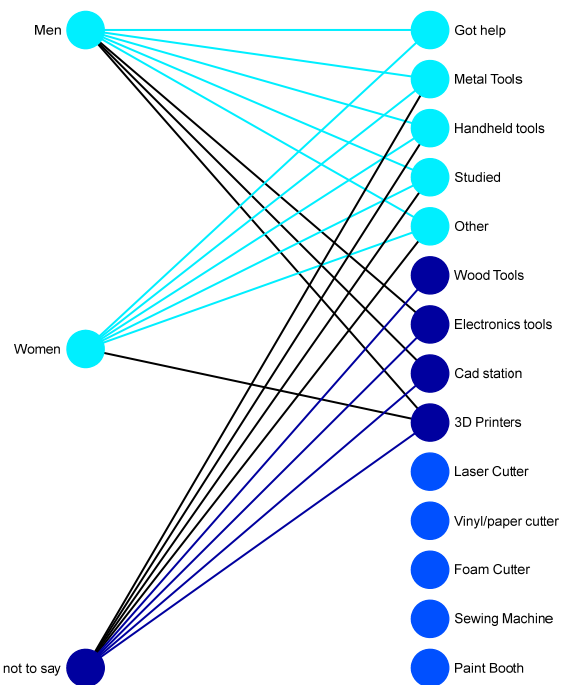 Men
Got help
Metal Tools
Handheld tools
Studied
Other
Wood Tools
Electronics tools
Women
Cad station
3D Printers
Laser Cutter
Vinyl/paper cutter
Foam Cutter
Sewing Machine
not to say
Paint Booth